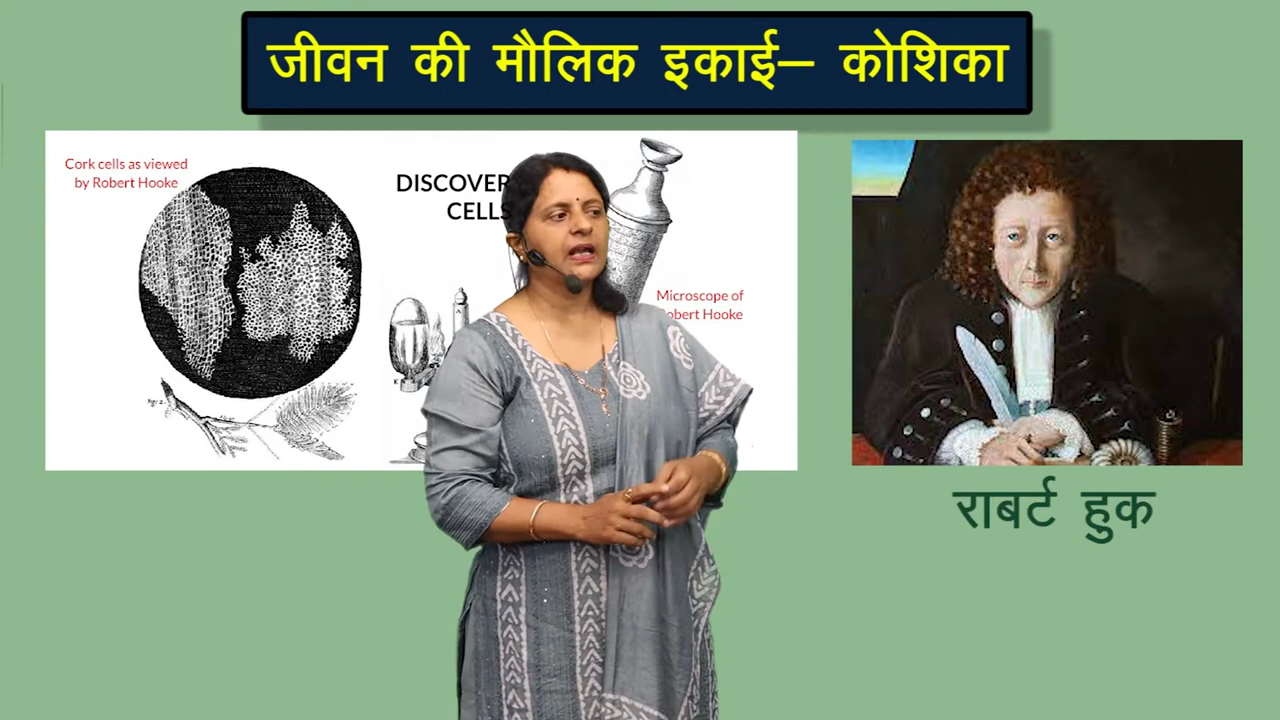 जीवन की मौलिक इकाई– कोशिका
Cork cells as viewed
by Robert Hooke
DISCOVER
CELLS
Microscope of
obert Hooke
राबर्ट हुक